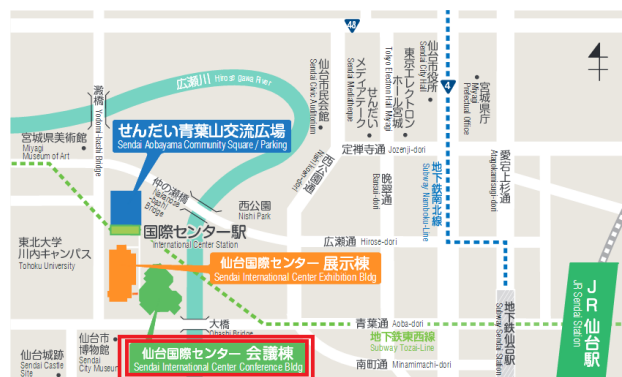 48
広瀬川 Hirose Gawa River
澱橋
Yodomi-bashi Bridge
仙台市民会館
Sendai Civic Auditorium
せんだい
メディアテーク
Sendai Mediatheque
東京エレクトロン
ホール宮城
Tokyo Electron Hall Miyagi
仙台市役所
Sendai City Hall
4
宮城県庁
Miyagi
Prefectual Office
宮城県美術館
Miyagi
Museum of Art
せんだい青葉山交流広場
Sendai Aobayama Community Square / Parking
定禅寺通 Jozenji-dori
西公園通
晩翠通
Bansui-dori
地下鉄南北線
Subway Namboku-Line
愛宕上杉通
Atagokamisugi-dori
仲の瀬橋
Nakanose
-bashi
Bridge
西公園
Nishi Park
国際センター駅
International Center Station
広瀬通 Hirose-dori
東北大学
川内キャンパス
Tohoku University
仙台国際センター 展示棟
Sendai International Center Exhibition Bldg
地下鉄仙台駅
Subway Sendai Station
JR仙台駅
JR Sendai Station
大橋
Ohashi Bridge
青葉通 Aoba-dori
地下鉄東西線
Subway Tozai-Line
仙台市
博物館
Sendai
City Museum
仙台国際センター 会議棟
Sendai International Center Conference Bldg
仙台城跡
Sendai Castle
Site
南町通 Minamimachi-dori